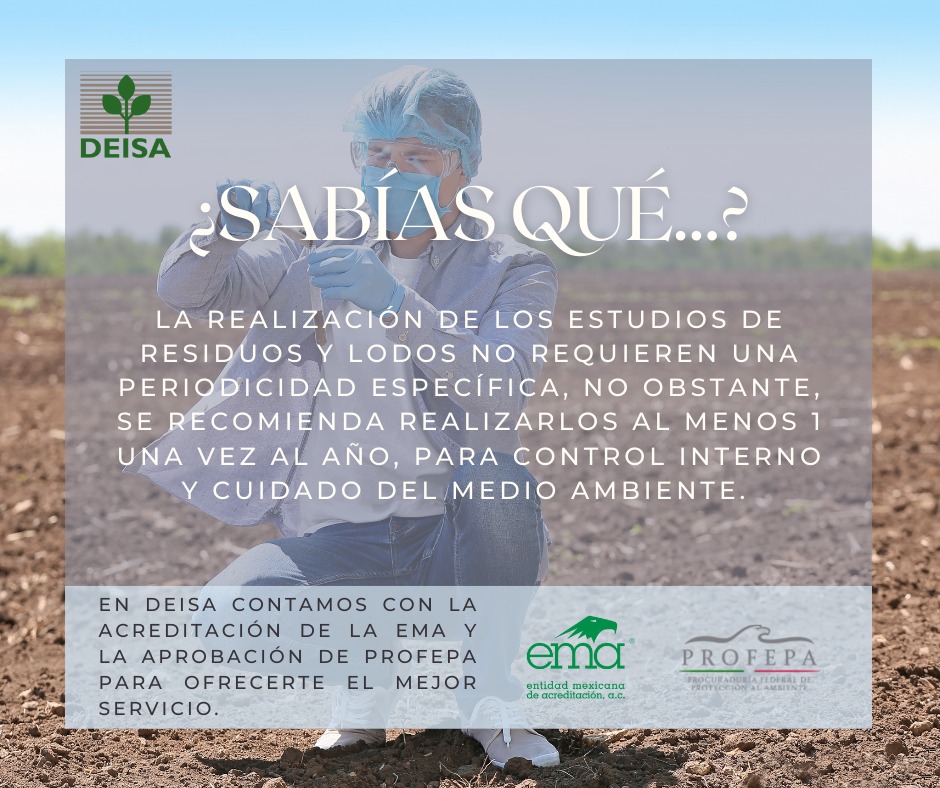 DEISA
¿SABÍAS QUÉ...?
LA REALIZACIÓN DE LOS ESTUDIOS DE
RESIDUOS Y LODOS NO REQUIEREN UNA
PERIODICIDAD ESPECÍFICA, NO OBSTANTE,
SE RECOMIENDA REALIZARLOS AL MENOS 1
UNA VEZ AL AÑO, PARA CONTROL INTERNO
Y CUIDADO DEL MEDIO AMBIENTE.
EN DEISA CONTAMOS CON LA
ACREDITACIÓN DE LA EMA Y
LA APROBACIÓN DE PROFEPA
PARA OFRECERTE EL MEJOR
SERVICIO.
ema®
entidad mexicana
de acreditación, a.c.
PROFEPA
PROCURADURÍA FEDERAL DE
PROTECCIÓN AL AMBIENTE